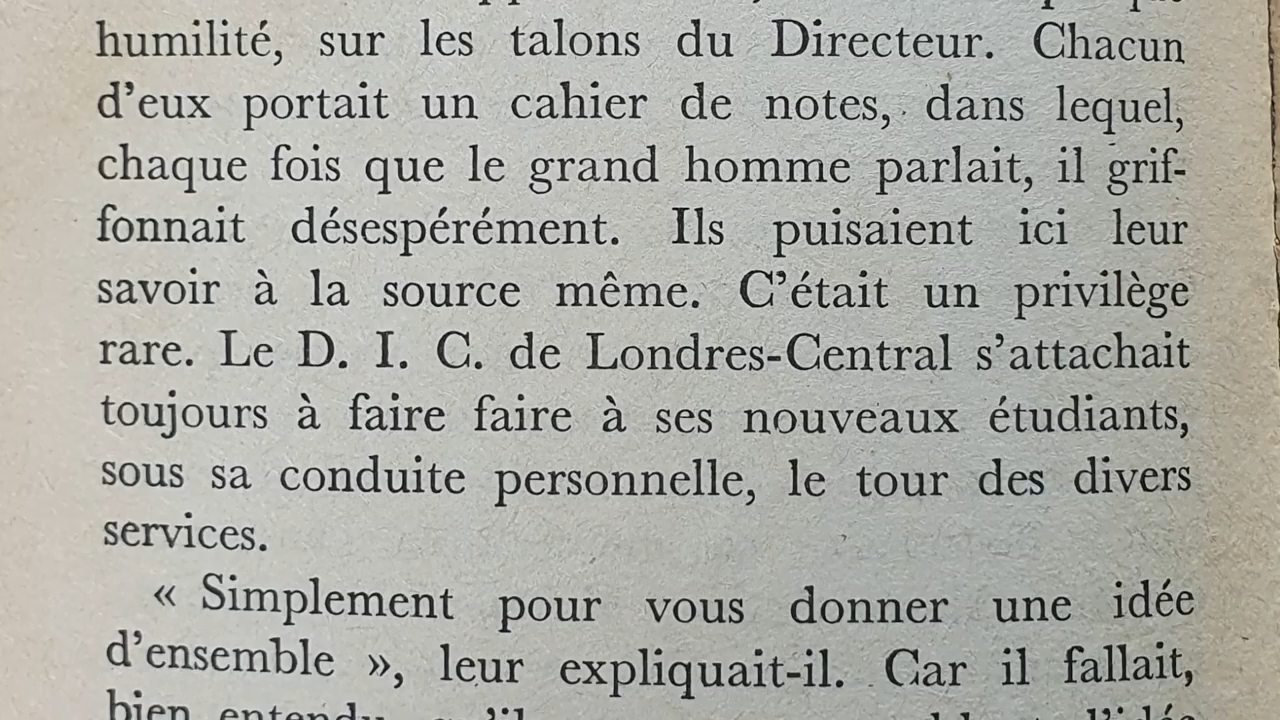 humilité, sur les talons du Directeur. Chacun
d'eux portait un cahier de notes, dans lequel,
chaque fois que le grand homme parlait, il grif-
fonnait désespérément. Ils puisaient ici leur
savoir à la source même. C'était un privilège
rare. Le D. I. C. de Londres-Central s'attachait
toujours à faire faire à ses nouveaux étudiants,
sous sa conduite personnelle, le tour des divers
services.
« Simplement pour vous donner une idée
d'ensemble », leur expliquait-il. Car il fallait,
bien entendu